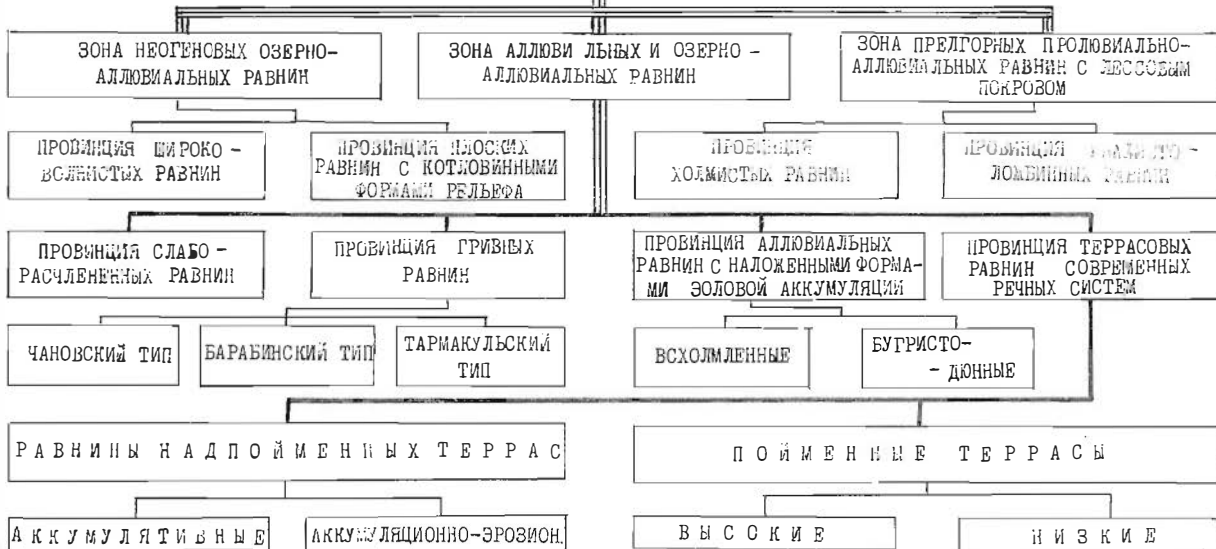 ЗОНА НЕОГЕНОВЫХ ОЗЕРНО-
АЛЛЮВИАЛЬНЫХ РАВНИН
ЗОНА АЛЛЮВИ ЛЬНЫХ И ОЗЕРНО -
АЛЛЮВИАЛЬНЫХ РАВНИН
ЗОНА ПРЕДГОРНЫХ ПРОЛЮВИАЛЬНО-
АЛЛЮВИАЛЬНЫХ РАВНИН С ЛЕССОВЫМ
ПОКРОВОМ
ПРОВИНЦИЯ ШИРОКО -
ВОЛНИСТЫХ РАВНИН
ПРОВИНЦИЯ ПЛОСКИХ
РАВНИН С КОТЛОВИННЫМИ
ФОРМАМИ РЕЛЬЕФА
ПРОВИНЦИЯ
ХОЛМИСТЫХ РАВНИН
ПРОВИНЦИЯ
РАВНИН
ПРОВИНЦИЯ СЛАБО -
РАСЧЛЕНЕННЫХ РАВНИН
ПРОВИНЦИЯ ГРИВНЫХ
РАВНИН
ПРОВИНЦИЯ АЛЛЮВИАЛЬНЫХ
РАВНИН С НАЛОЖЕННЫМИ ФОРМА-
МИ ЭОЛОВОЙ АККУМУЛЯЦИИ
ПРОВИНЦИЯ ТЕРРАСОВЫХ
РАВНИН СОВРЕМЕННЫХ
РЕЧНЫХ СИСТЕМ
ЧАНОВСКИЙ ТИП
БАРАБИНСКИЙ ТИП
ТАРМАКУЛЬСКИЙ
ТИП
ВСХОЛМЛЕННЫЕ
БУГРИСТО-
- ДЮННЫЕ
РАВНИНЫ НАДПОЙМЕННЫХ ТЕРРАС
ПОЙМЕННЫЕ ТЕРРАСЫ
АККУМУЛЯТИВНЫЕ
АККУМУЛЯЦИОННО-ЭРОЗИОН.
ВЫСОКИЕ
НИЗКИЕ